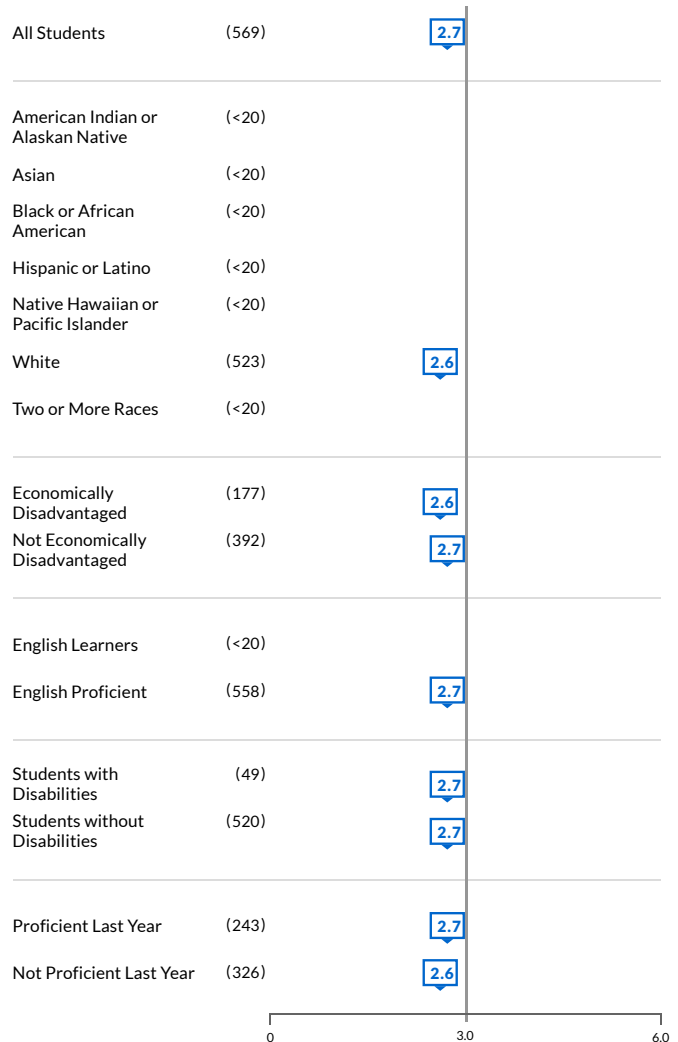 All Students (569) 2.7
American Indian or (<20)
Alaskan Native
Asian (<20)
Black or African (<20)
American
Hispanic or Latino (<20)
Native Hawaiian or (<20)
Pacific Islander
White (523) 2.6
Two or More Races (<20)
Economically (177) 2.6
Disadvantaged
Not Economically (392) 2.7
Disadvantaged
English Learners (<20)
English Proficient (558) 2.7
Students with (49) 2.7
Disabilities
Students without (520) 2.7
Disabilities
Proficient Last Year (243) 2.7
Not Proficient Last Year (326) 2.6
0 3.0 6.0